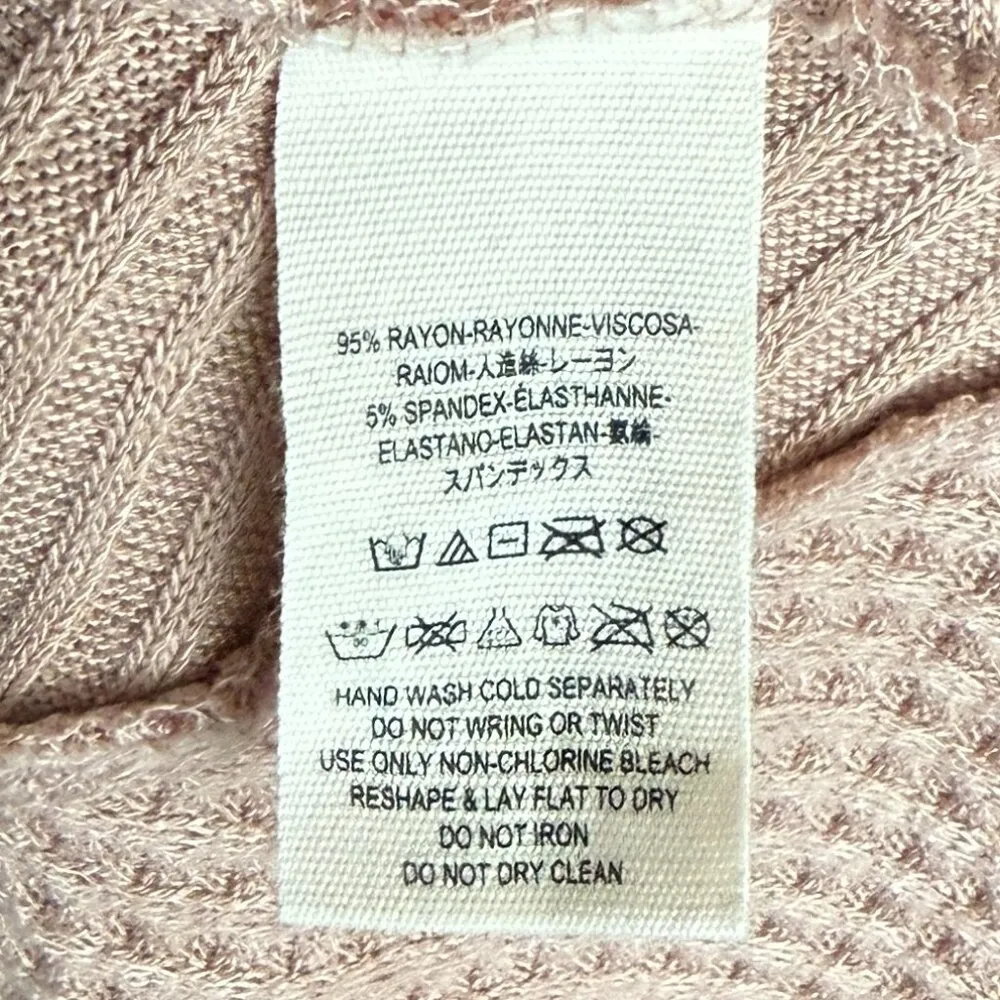 95% RAYON-RAYONNE-VISCOSA-
RAIOM-人造絲-レーヨン
5% SPANDEX-ÉLASTHANNE-
ELASTANO-ELASTAN-氨綸-
スパンデックス
HAND WASH COLD SEPARATELY
DO NOT WRING OR TWIST
USE ONLY NON-CHLORINE BLEACH
RESHAPE & LAY FLAT TO DRY
DO NOT IRON
DO NOT DRY CLEAN